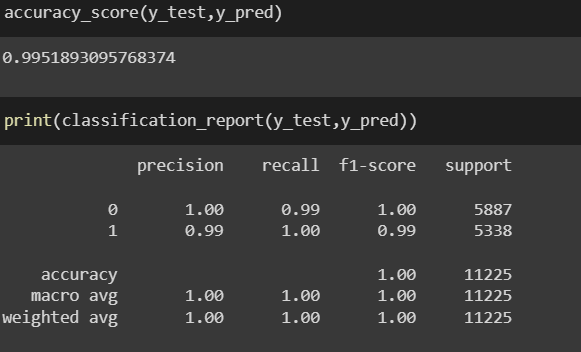 accuracy_score(y_test,y_pred)
0.9951893095768374
print(classification_report(y_test,y_pred))
precision recall f1-score support
0 1.00 0.99 1.00 5887
1 0.99 1.00 0.99 5338
accuracy 1.00 11225
macro avg 1.00 1.00 1.00 11225
weighted avg 1.00 1.00 1.00 11225